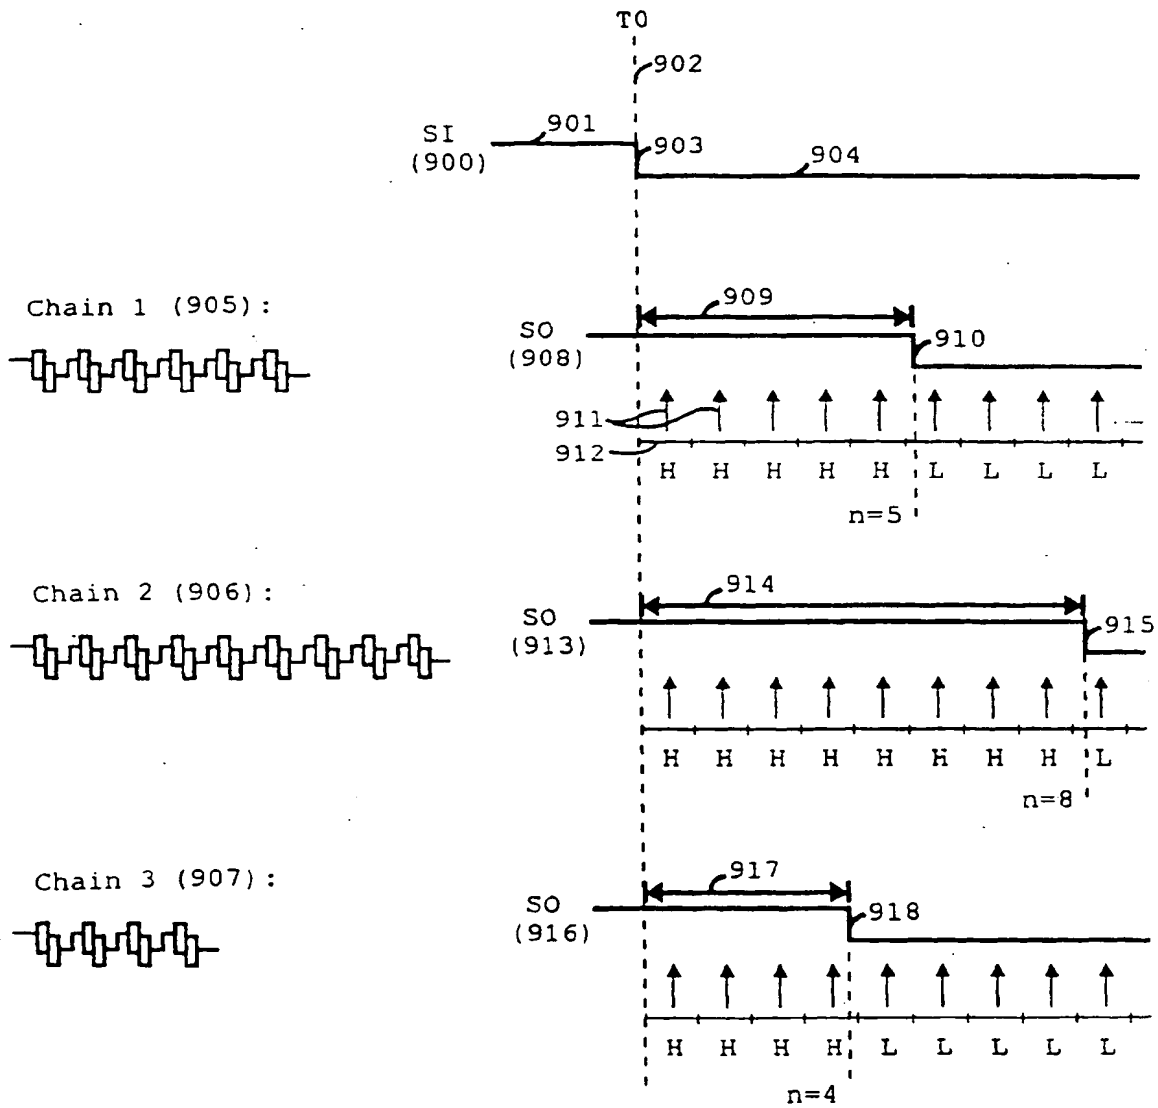 T0
902
901
SI
(900)
903
904
Chain 1 (905):
909
SO
(908)
910
911
912
H H H H H L L L L
n=5
Chain 2 (906):
914
SO
(913)
915
H H H H H H H H L
n=8
Chain 3 (907):
917
SO
(916)
918
H H H H L L L L L
n=4